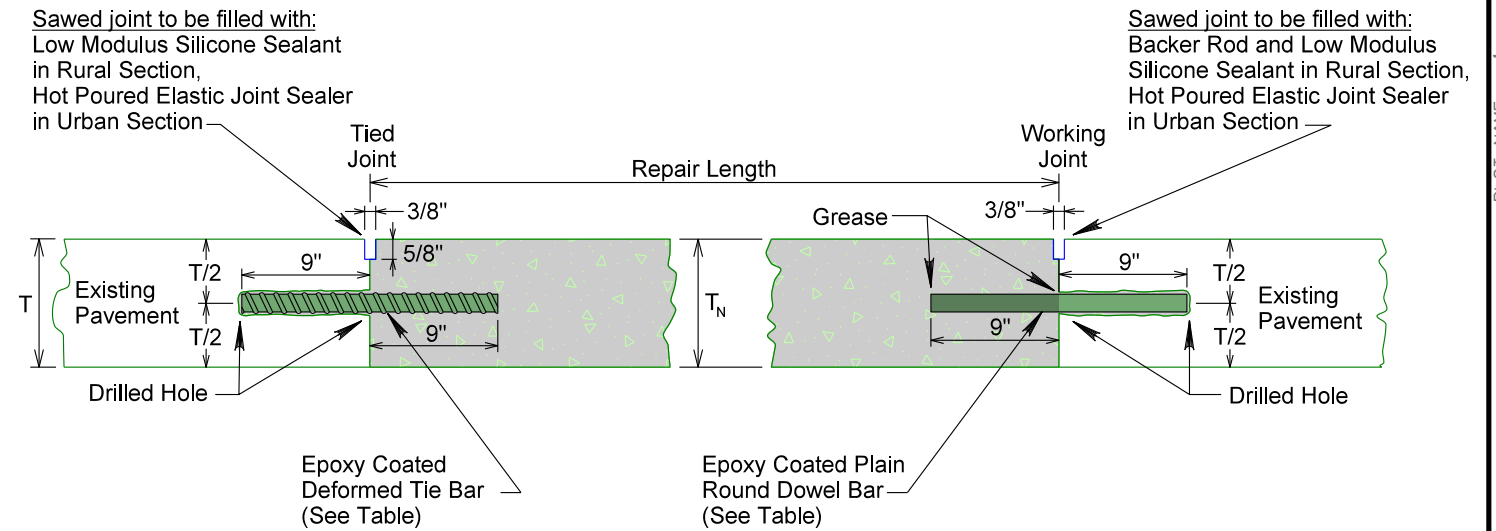 Sawed joint to be filled with:
Low Modulus Silicone Sealant
in Rural Section,
Hot Poured Elastic Joint Sealer
in Urban Section
Sawed joint to be filled with:
Backer Rod and Low Modulus
Silicone Sealant in Rural Section,
Hot Poured Elastic Joint Sealer
in Urban Section
Tied
Joint
Working
Joint
Repair Length
3/8"
Grease
3/8"
5/8"
T
Existing
Pavement
T/2
T/2
9"
9"
TN
9"
9"
T/2
T/2
Existing
Pavement
Drilled Hole
Drilled Hole
Epoxy Coated
Deformed Tie Bar
(See Table)
Epoxy Coated Plain
Round Dowel Bar
(See Table)